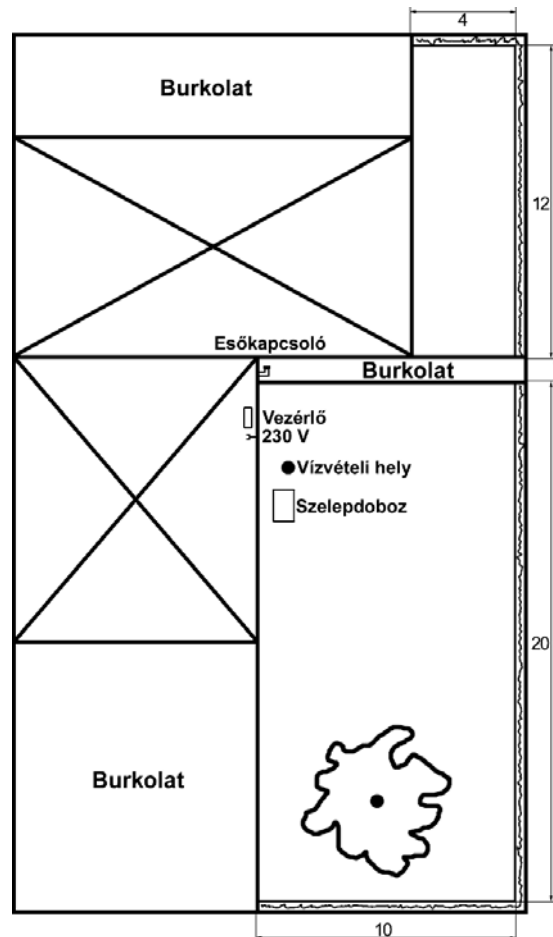 4
Burkolat
12
Esőkapcsoló
Burkolat
Vezérlő
230 V
Vízvételi hely
Szelepdoboz
20
Burkolat
10